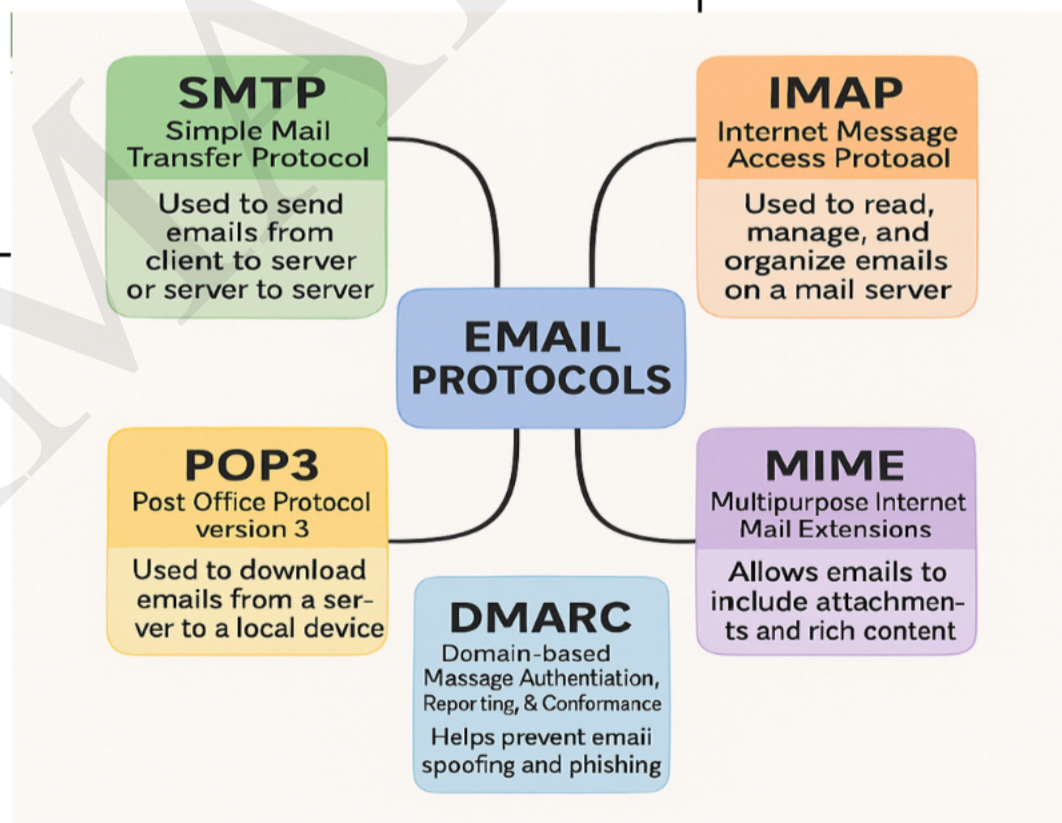 SMTP
Simple Mail
Transfer Protocol
Used to send
emails from
client to server
or server to server
IMAP
Internet Message
Access Protoaol
Used to read,
manage, and
organize emails
on a mail server
EMAIL
PROTOCOLS
POP3
Post Office Protocol
version 3
Used to download
emails from a ser-
ver to a local device
MIME
Multipurpose Internet
Mail Extensions
Allows emails to
include attachmen-
ts and rich content
DMARC
Domain-based
Massage Authentiation,
Reporting, & Conformance
Helps prevent emaii
spoofing and phishing